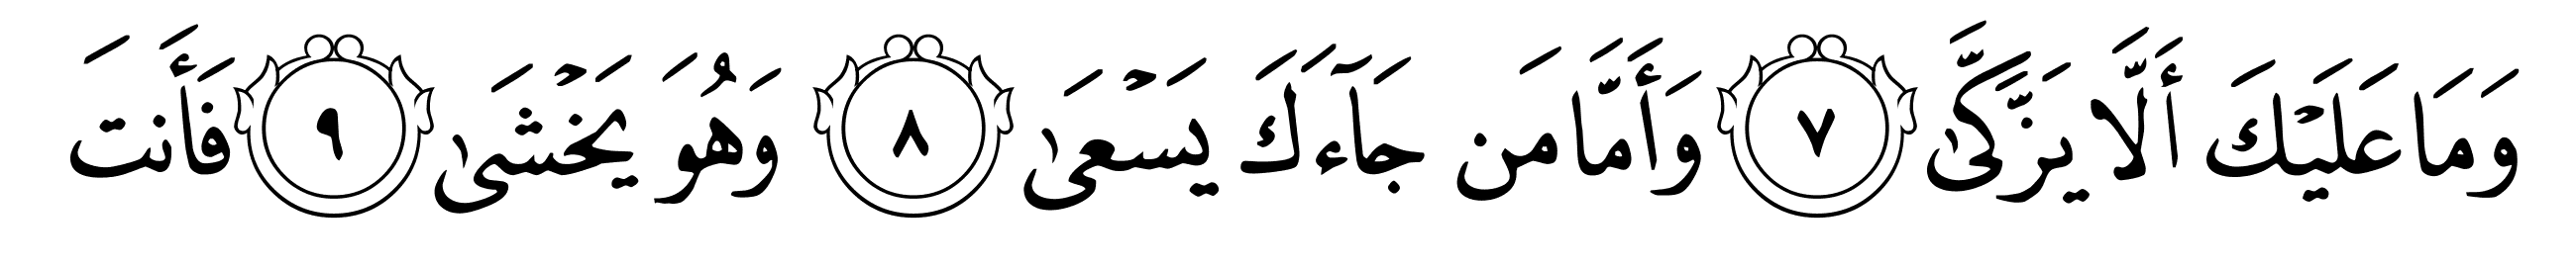 وَمَا عَلَيْكَ أَلَّا يَزَّكَّىٰ ٧ وَأَمَّا مَن جَآءَكَ يَسْعَىٰ ٨ وَهُوَ يَخْشَىٰ ٩ فَأَنتَ